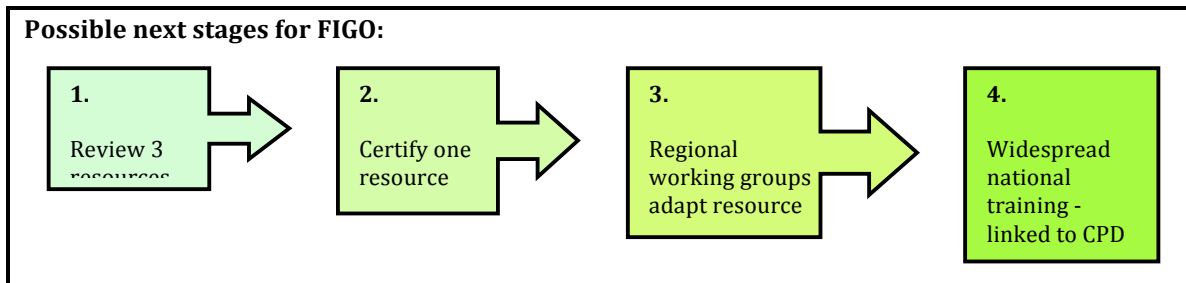 Possible next stages for FIGO:
1.
Review 3
resources
2.
Certify one
resource
3.
Regional
working groups
adapt resource
4.
Widespread
national
training -
linked to CPD